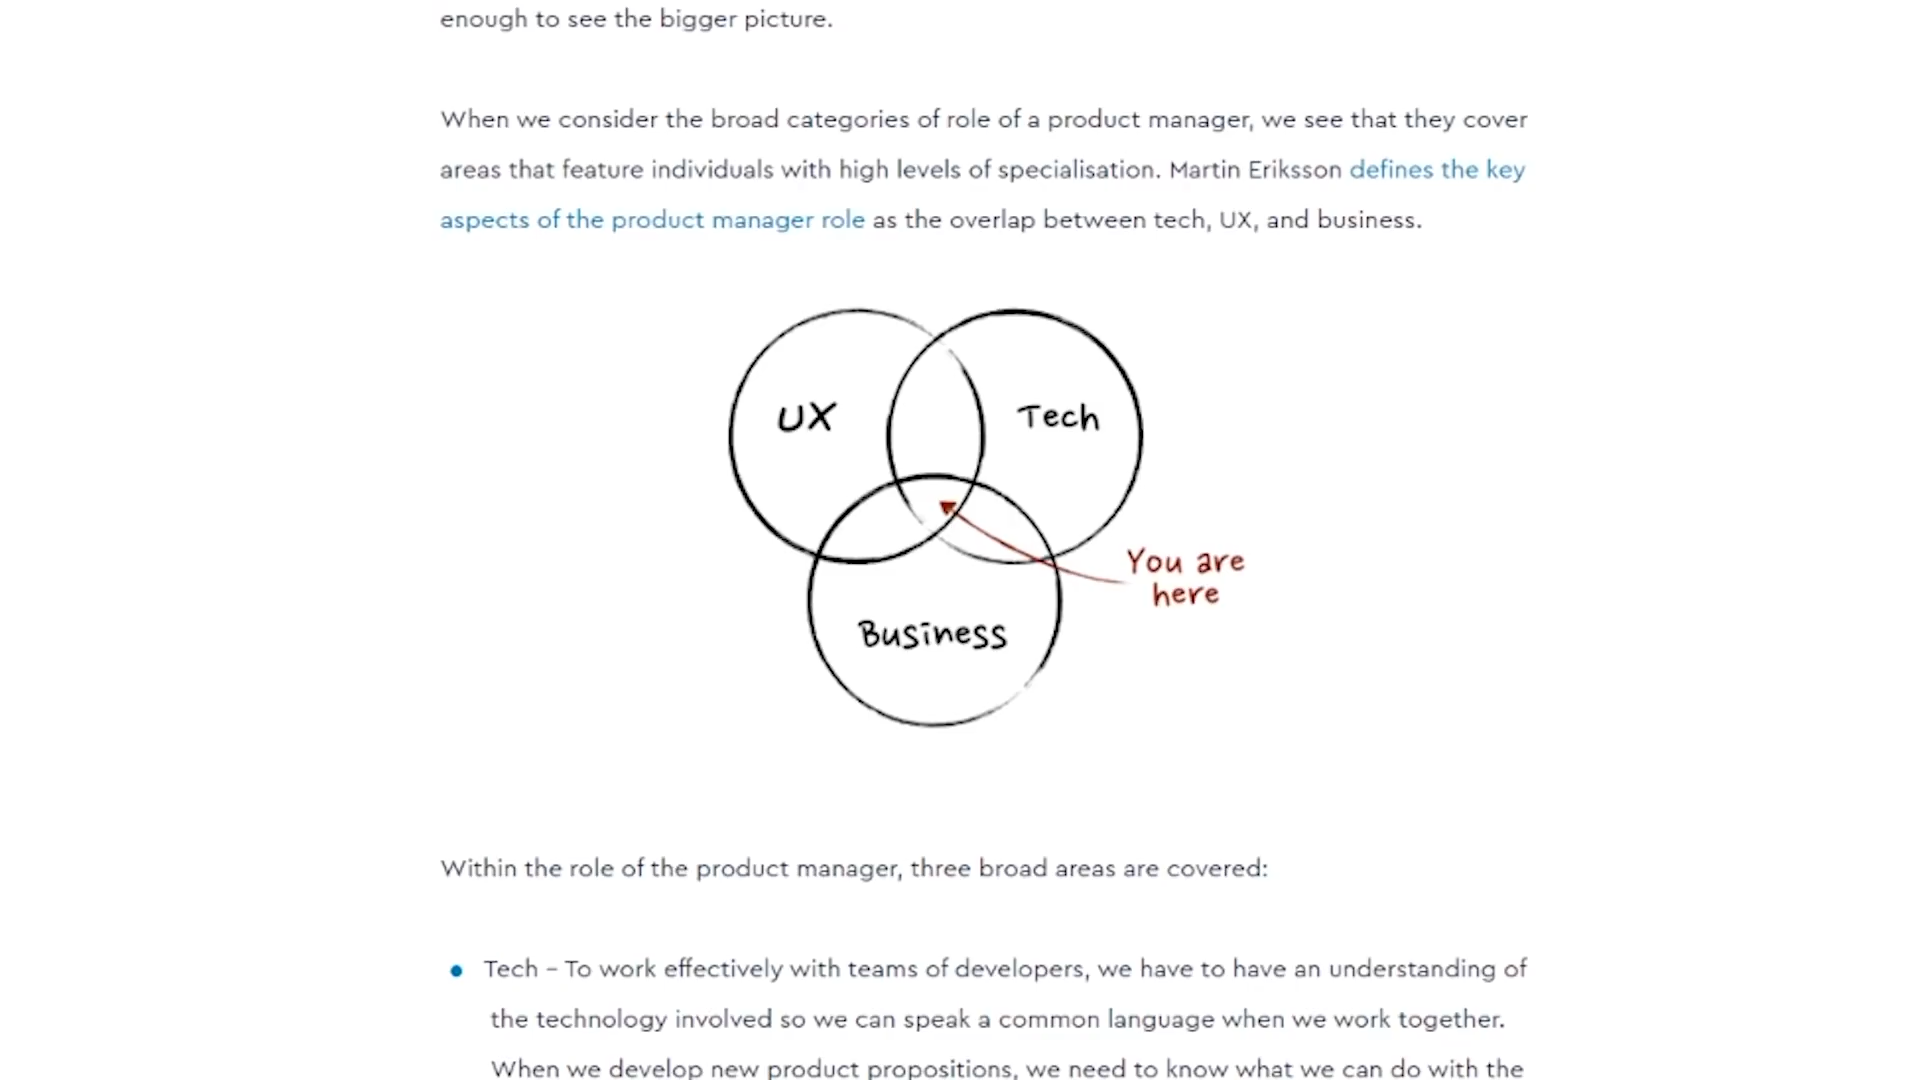 enough to see the bigger picture.
When we consider the broad categories of role of a product manager, we see that they cover
areas that feature individuals with high levels of specialisation. Martin Eriksson defines the key
aspects of the product manager role as the overlap between tech, UX, and business.
UX
Tech
You are
here
Business
Within the role of the product manager, three broad areas are covered:
• Tech – To work effectively with teams of developers, we have to have an understanding of
the technology involved so we can speak a common language when we work together.
When we develop new product propositions, we need to know what we can do with the